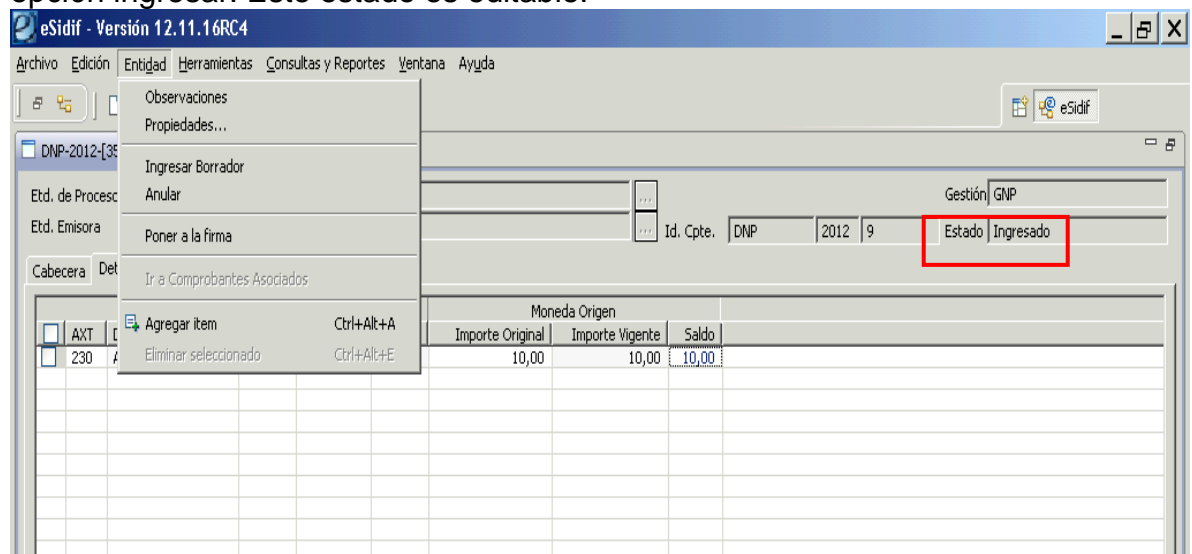 opción ingresar. Este estado es editable.
eSidif - Versión 12.11.16RC4
Archivo Edición Entidad Herramientas Consultas y Reportes Ventana Ayuda
Observaciones
Propiedades...
Ingresar Borrador
Anular
Poner a la firma
Ir a Comprobantes Asociados
Agregar item Ctrl+Alt+A
Eliminar seleccionado Ctrl+Alt+E
eSidif
DNP-2012-[35
Etd. de Proceso Gestión GNP
Etd. Emisora Id. Cpte. DNP 2012 9 Estado Ingresado
Cabecera Det
Moneda Origen
AXT Importe Original Importe Vigente Saldo
230 10,00 10,00 10,00